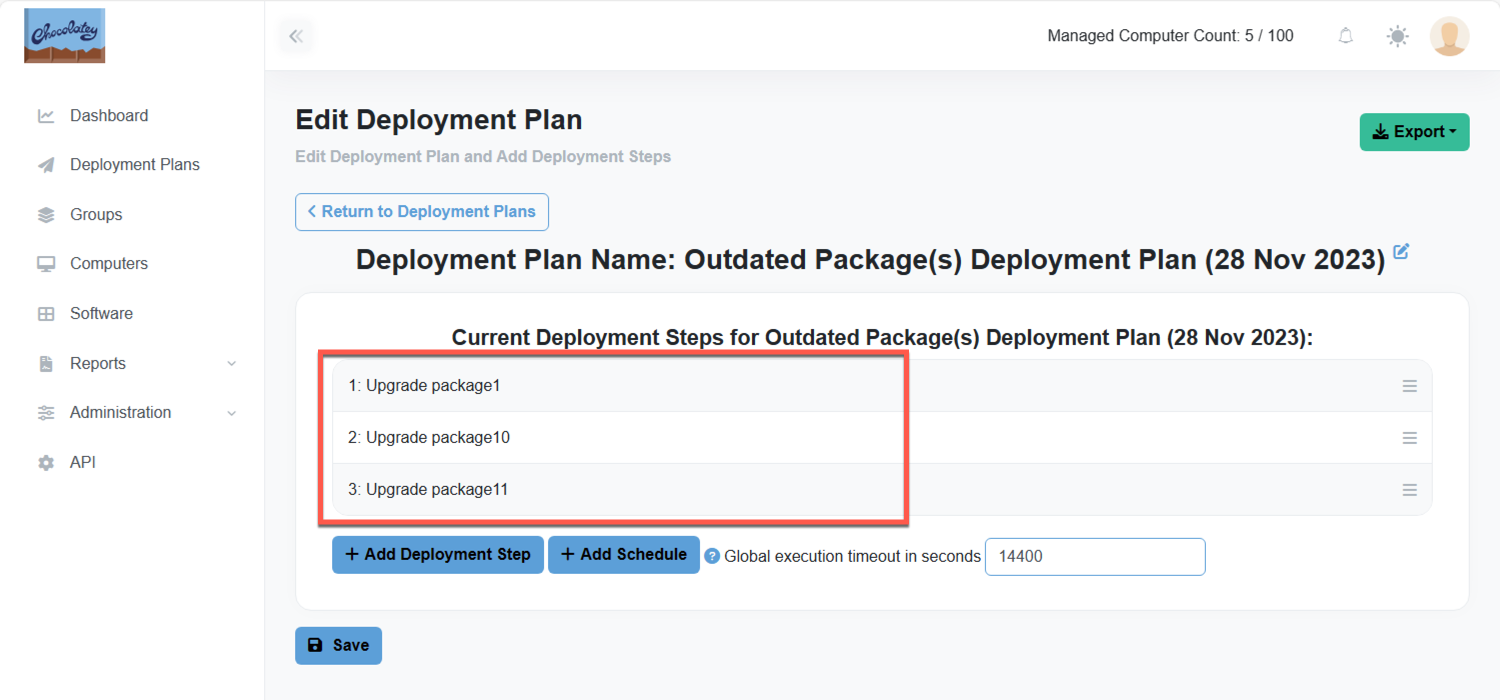 Chocolatey
Managed Computer Count: 5 / 100
Dashboard
Deployment Plans
Groups
Computers
Software
Reports
Administration
API
Edit Deployment Plan
Edit Deployment Plan and Add Deployment Steps
Export
Return to Deployment Plans
Deployment Plan Name: Outdated Package(s) Deployment Plan (28 Nov 2023)
Current Deployment Steps for Outdated Package(s) Deployment Plan (28 Nov 2023):
1: Upgrade package1
2: Upgrade package10
3: Upgrade package11
+ Add Deployment Step + Add Schedule ? Global execution timeout in seconds 14400
Save